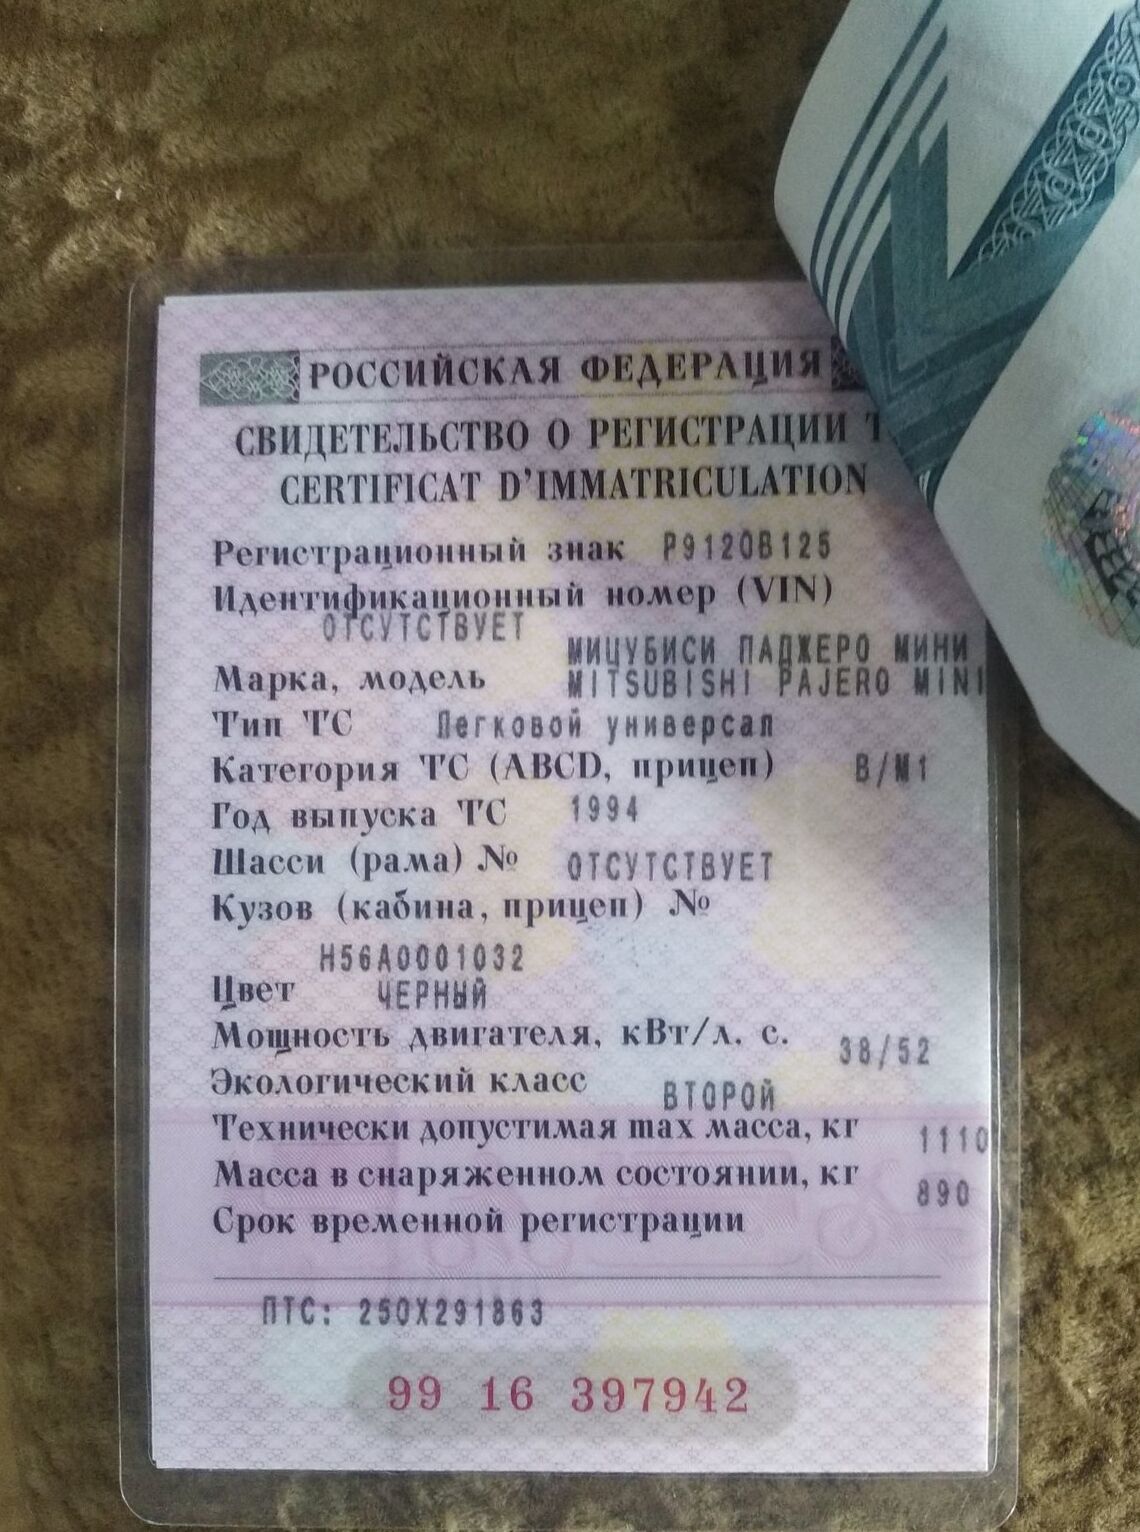 РОССИЙСКАЯ ФЕДЕРАЦИЯ
СВИДЕТЕЛЬСТВО О РЕГИСТРАЦИИ
CERTIFICAT D'IMMATRICULATION
Регистрационный знак Р912ОВ125
Идентификационный номер (VIN)
ОТСУТСТВУЕТ
МИЦУБИСИ ПАДЖЕРО МИНИ
Марка, модель MITSUBISHI PAJERO MINI
Тип ТС Легковой универсал
Категория ТС (ABCD, прицеп) B/M1
Год выпуска ТС 1994
Шасси (рама) № ОТСУТСТВУЕТ
Кузов (кабина, прицеп) №
H56A0001032
Цвет ЧЕРНЫЙ
Мощность двигателя, кВт/л. с. 38/52
Экологический класс ВТОРОЙ
Технически допустимая max масса, кг 1110
Масса в снаряженном состоянии, кг 890
Срок временной регистрации
ПТС: 25ОХ291863
99 16 397942